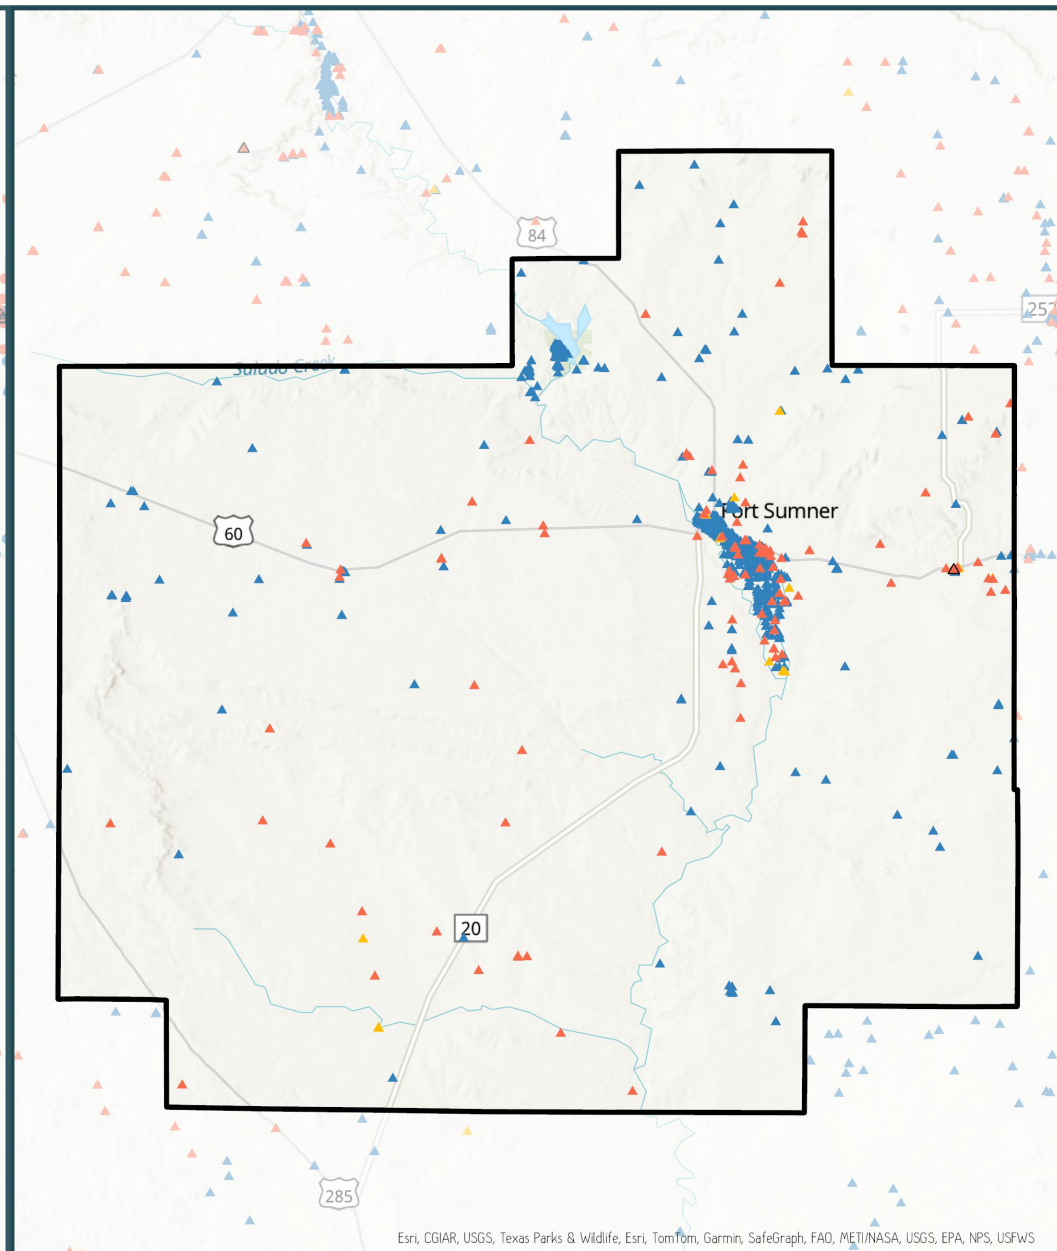 84
252
Salado Creek
Fort Sumner
60
20
285
Esri, CGIAR, USGS, Texas Parks & Wildlife, Esri, TomTom, Garmin, SafeGraph, FAO, METI/NASA, USGS, EPA, NPS, USFWS